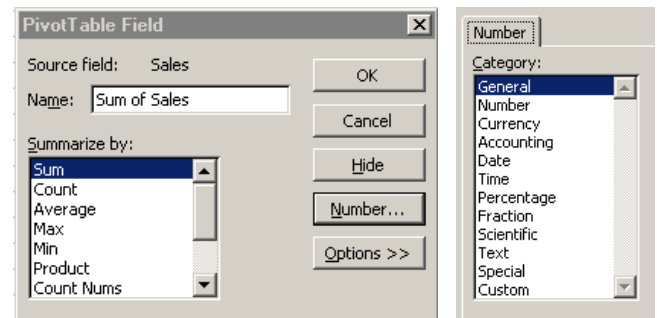 PivotTable Field
Source field: Sales
Name: Sum of Sales
Summarize by:
Sum
Count
Average
Max
Min
Product
Count Nums
OK
Cancel
Hide
Number...
Options >>
Number
Category:
General
Number
Currency
Accounting
Date
Time
Percentage
Fraction
Scientific
Text
Special
Custom